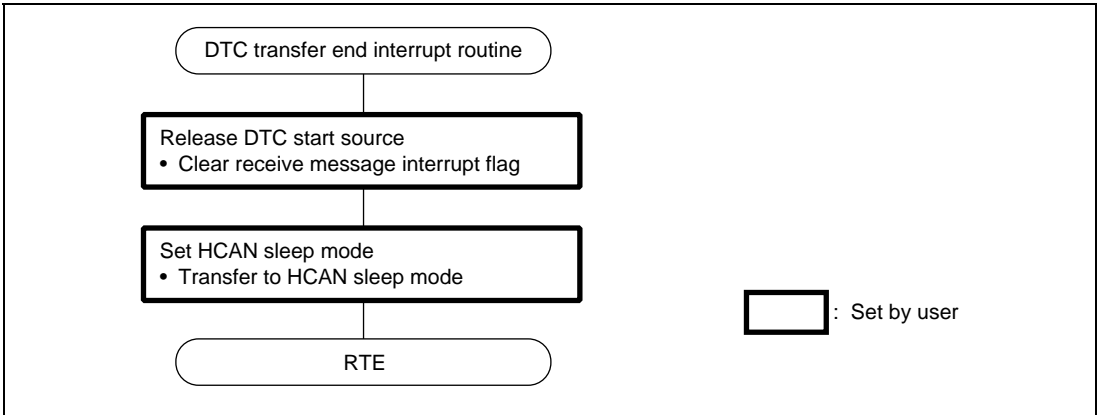 DTC transfer end interrupt routine
Release DTC start source
• Clear receive message interrupt flag
Set HCAN sleep mode
• Transfer to HCAN sleep mode
: Set by user
RTE